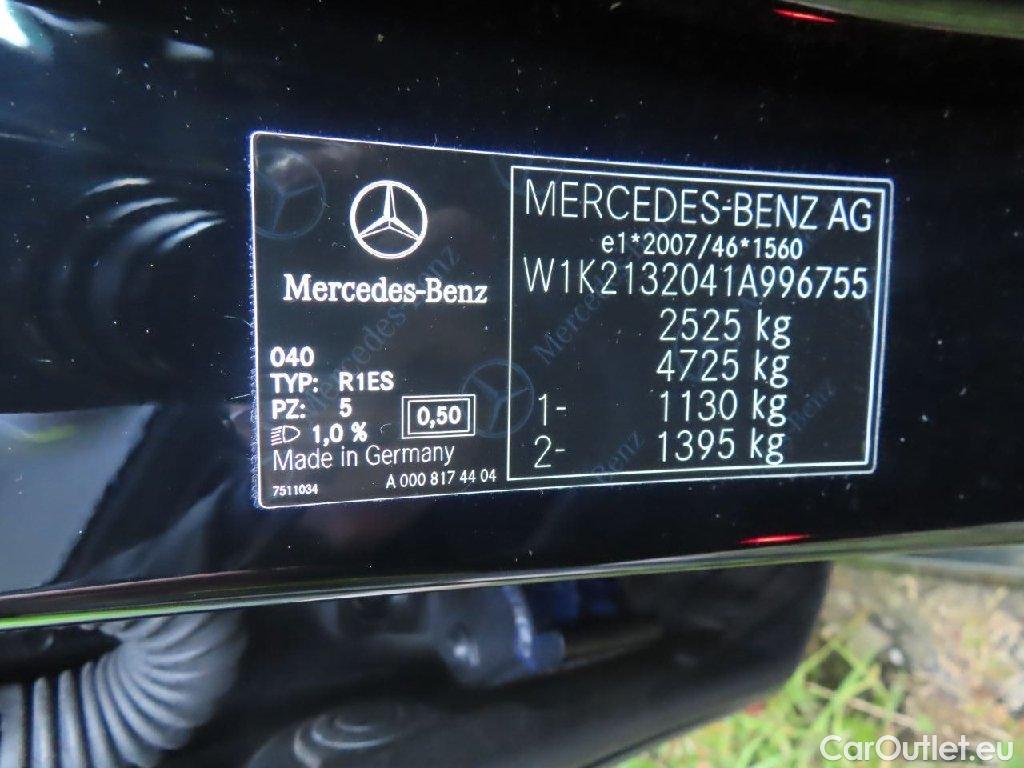 Mercedes-Benz
040
TYP: R1ES
PZ: 5
1,0 %
0,50
Made in Germany
7511034
A 000 817 44 04
MERCEDES-BENZ AG
e1*2007/46*1560
W1K2132041A996755
2525 kg
4725 kg
1- 1130 kg
2- 1395 kg
CarOutlet.eu